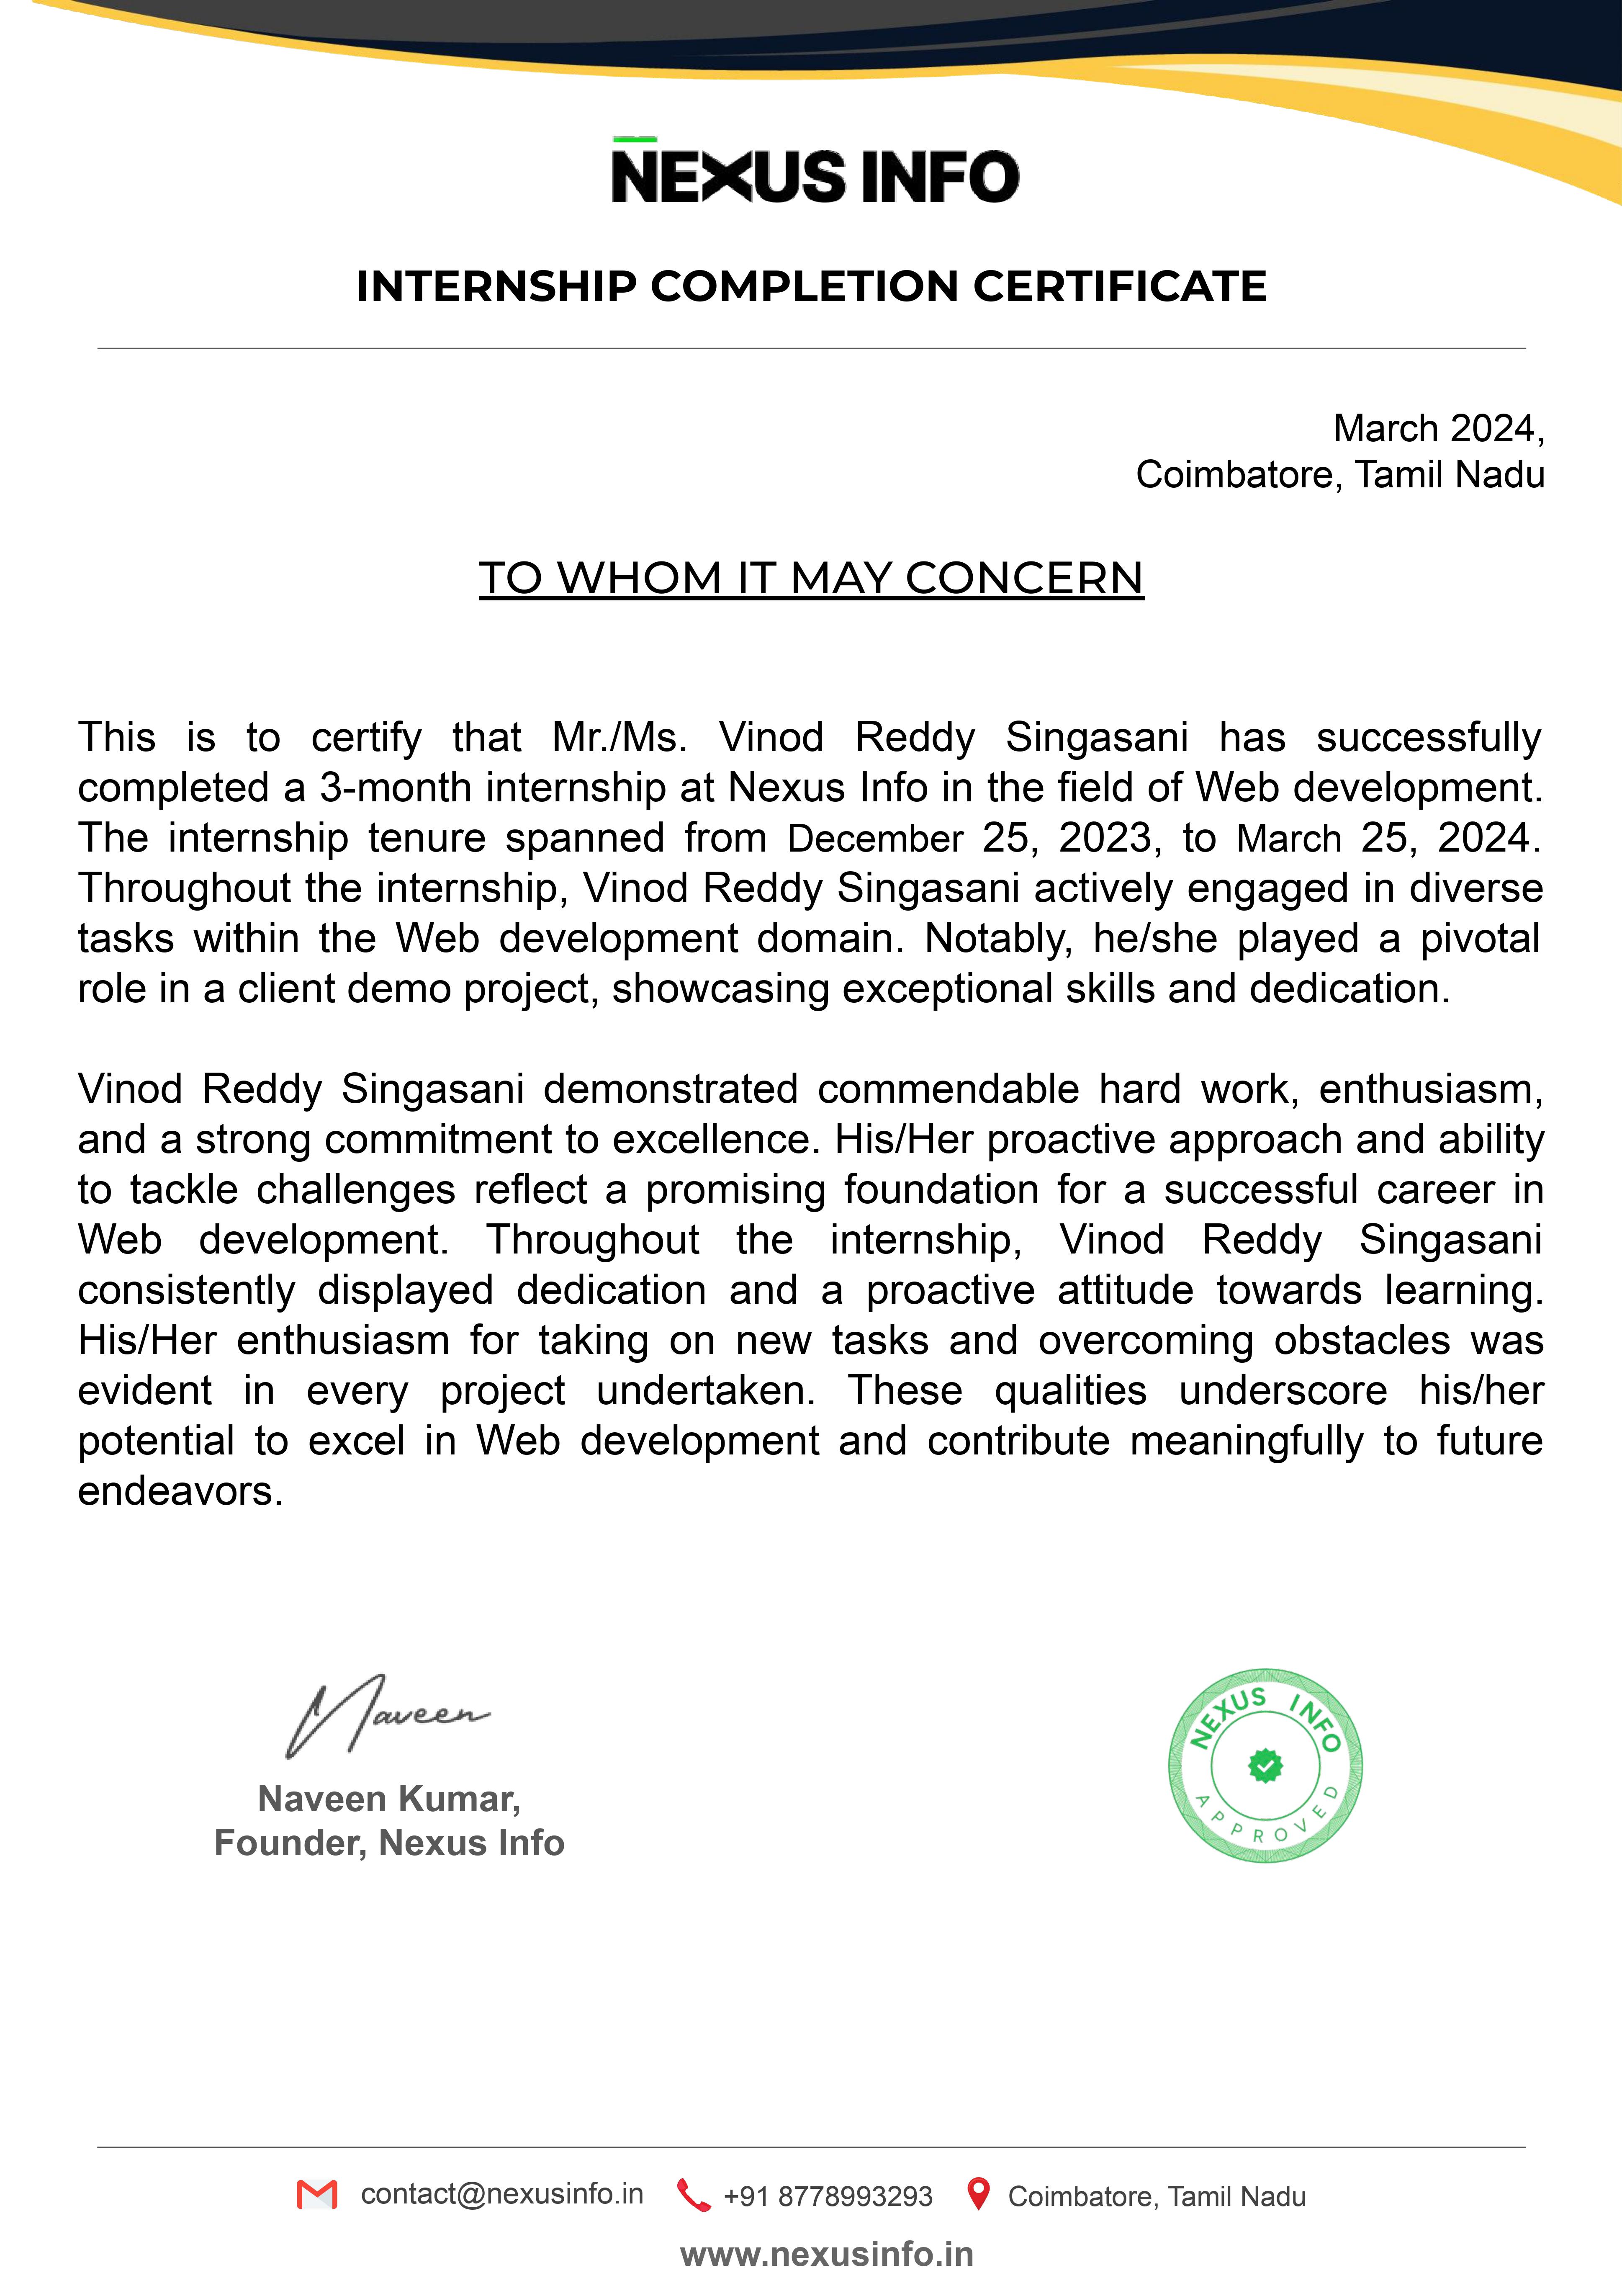 NEXUS INFO
INTERNSHIP COMPLETION CERTIFICATE
March 2024,
Coimbatore, Tamil Nadu
TO WHOM IT MAY CONCERN
This is to certify that Mr./Ms. Vinod Reddy Singasani has successfully
completed a 3-month internship at Nexus Info in the field of Web development.
The internship tenure spanned from December 25, 2023, to March 25, 2024.
Throughout the internship, Vinod Reddy Singasani actively engaged in diverse
tasks within the Web development domain. Notably, he/she played a pivotal
role in a client demo project, showcasing exceptional skills and dedication.
Vinod Reddy Singasani demonstrated commendable hard work, enthusiasm,
and a strong commitment to excellence. His/Her proactive approach and ability
to tackle challenges reflect a promising foundation for a successful career in
Web development. Throughout the internship, Vinod Reddy Singasani
consistently displayed dedication and a proactive attitude towards learning.
His/Her enthusiasm for taking on new tasks and overcoming obstacles was
evident in every project undertaken. These qualities underscore his/her
potential to excel in Web development and contribute meaningfully to future
endeavors.
Naveen
Naveen Kumar,
Founder, Nexus Info
NEXUS INFO
APPROVED
contact@nexusinfo.in +91 8778993293 Coimbatore, Tamil Nadu
www.nexusinfo.in